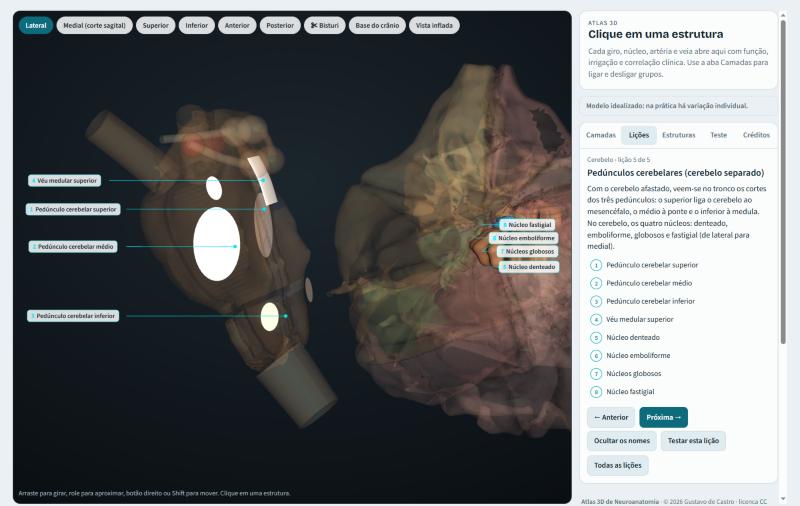 Lateral
Medial (corte sagital)
Superior
Inferior
Anterior
Posterior
✀ Bisturi
Base do crânio
Vista inflada
4 Véu medular superior
1 Pedúnculo cerebelar superior
2 Pedúnculo cerebelar médio
3 Pedúnculo cerebelar inferior
8 Núcleo fastigial
6 Núcleo emboliforme
7 Núcleos globosos
5 Núcleo denteado
Arraste para girar, role para aproximar, botão direito ou Shift para mover. Clique em uma estrutura.
ATLAS 3D
Clique em uma estrutura
Cada giro, núcleo, artéria e veia abre aqui com função,
irrigação e correlação clínica. Use a aba Camadas para
ligar e desligar grupos.
Modelo idealizado: na prática há variação individual.
Camadas
Lições
Estruturas
Teste
Créditos
Cerebelo · lição 5 de 5
Pedúnculos cerebelares (cerebelo separado)
Com o cerebelo afastado, veem-se no tronco os cortes
dos três pedúnculos: o superior liga o cerebelo ao
mesencéfalo, o médio à ponte e o inferior à medula.
No cerebelo, os quatro núcleos: denteado,
emboliforme, globosos e fastigial (de lateral para
medial).
1 Pedúnculo cerebelar superior
2 Pedúnculo cerebelar médio
3 Pedúnculo cerebelar inferior
4 Véu medular superior
5 Núcleo denteado
6 Núcleo emboliforme
7 Núcleos globosos
8 Núcleo fastigial
← Anterior
Próxima →
Ocultar os nomes
Testar esta lição
Todas as lições
Atlas 3D de Neuroanatomia · © 2026 Gustavo de Castro · licença CC